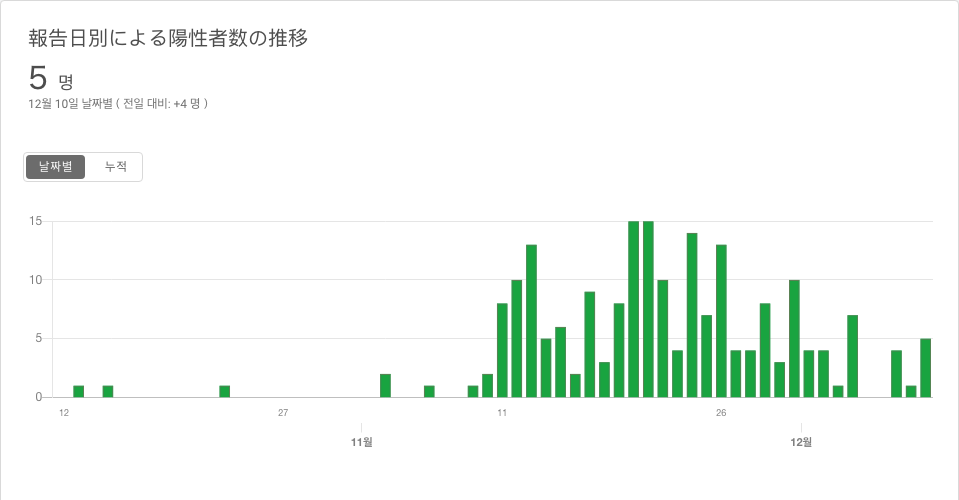 報告日別による陽性者数の推移
5 명
12월 10일 날짜별 ( 전일 대비: +4 명 )
날짜별 누적
15
10
5
0
12 27 11 26
11월 12월